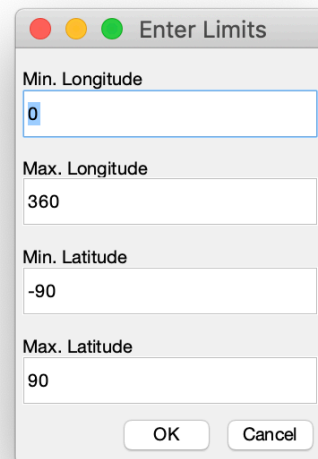 Enter Limits
Min. Longitude
0
Max. Longitude
360
Min. Latitude
-90
Max. Latitude
90
OK Cancel